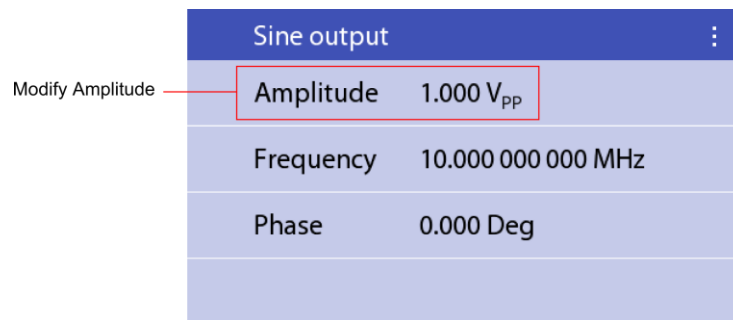 Sine output
Modify Amplitude
Amplitude 1.000 VPP
Frequency 10.000 000 000 MHz
Phase 0.000 Deg